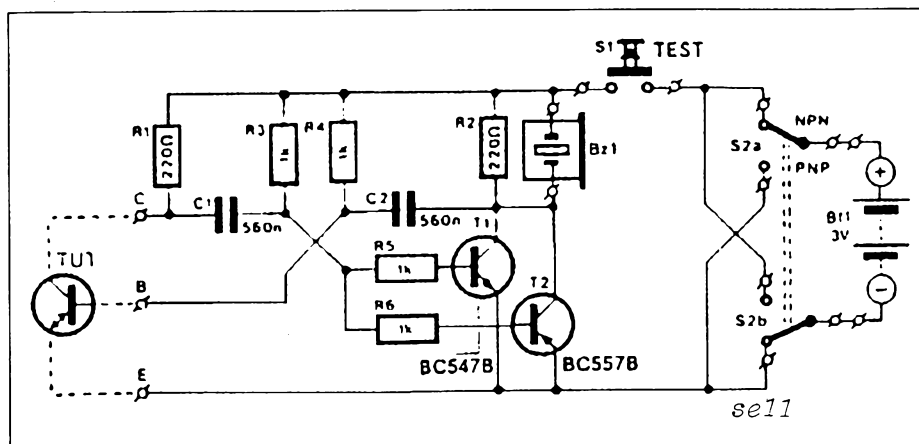 S1 TEST
R1 220Ω
R3 1k
R4 1k
R2 220Ω
Bz1
NPN
S2a
PNP
+
Bt1
3V
-
S2b
C
C1 560n
C2 560n
TU1
B
R5 1k
T1
R6 1k
T2
BC547B
BC557B
E
sell